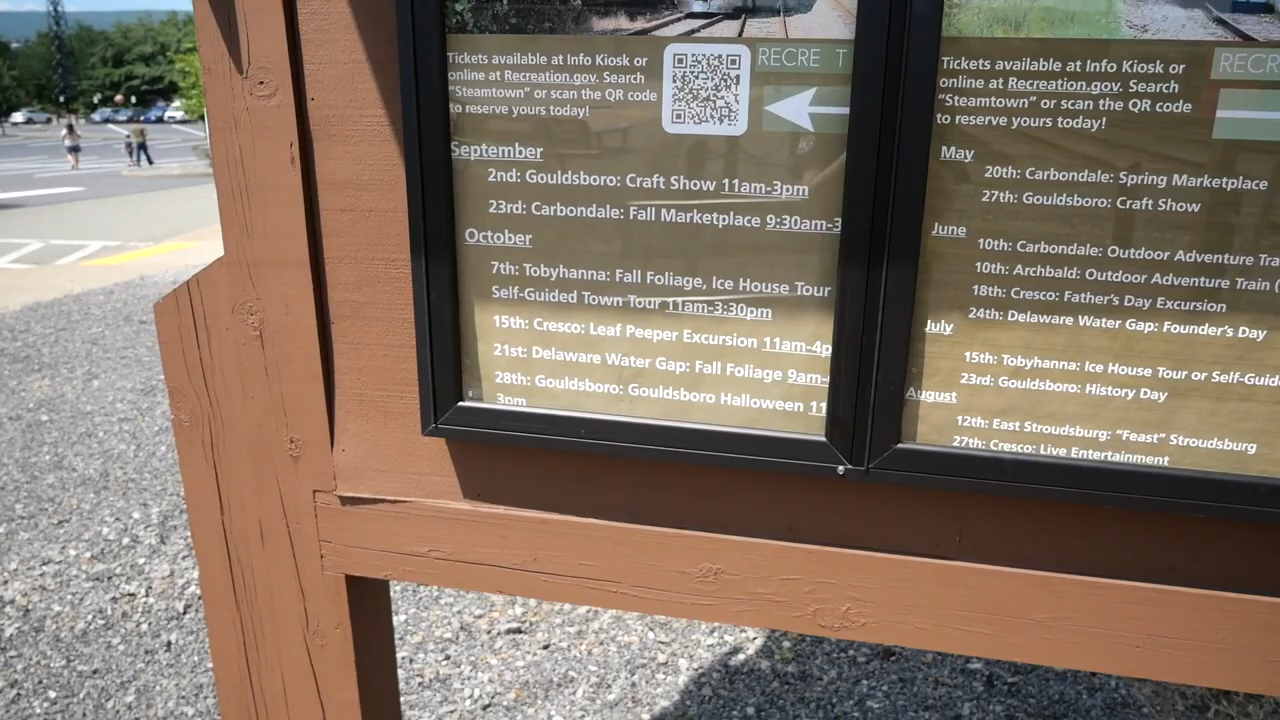 Tickets available at Info Kiosk or
online at Recreation.gov. Search
"Steamtown" or scan the QR code
to reserve yours today!
RECRE T
September
2nd: Gouldsboro: Craft Show 11am-3pm
23rd: Carbondale: Fall Marketplace 9:30am-3
October
7th: Tobyhanna: Fall Foliage, Ice House Tour
Self-Guided Town Tour 11am-3:30pm
15th: Cresco: Leaf Peeper Excursion 11am-4p
21st: Delaware Water Gap: Fall Foliage 9am-
28th: Gouldsboro: Gouldsboro Halloween 11
3pm
Tickets available at Info Kiosk or
online at Recreation.gov. Search
"Steamtown" or scan the QR code
to reserve yours today!
RECR
May
20th: Carbondale: Spring Marketplace
27th: Gouldsboro: Craft Show
June
10th: Carbondale: Outdoor Adventure Tra
10th: Archbald: Outdoor Adventure Train (
18th: Cresco: Father's Day Excursion
24th: Delaware Water Gap: Founder's Day
July
15th: Tobyhanna: Ice House Tour or Self-Guid
23rd: Gouldsboro: History Day
August
12th: East Stroudsburg: "Feast" Stroudsburg
27th: Cresco: Live Entertainment